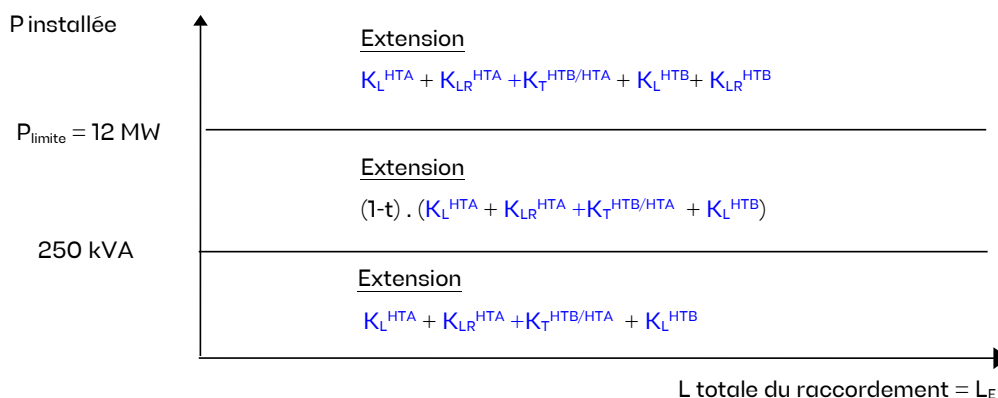 P installée
Extension
K_L^HTA + K_LR^HTA +K_T^HTB/HTA + K_L^HTB+ K_LR^HTB
P_limite = 12 MW
Extension
(1-t) . (K_L^HTA + K_LR^HTA +K_T^HTB/HTA + K_L^HTB)
250 kVA
Extension
K_L^HTA + K_LR^HTA +K_T^HTB/HTA + K_L^HTB
L totale du raccordement = L_E